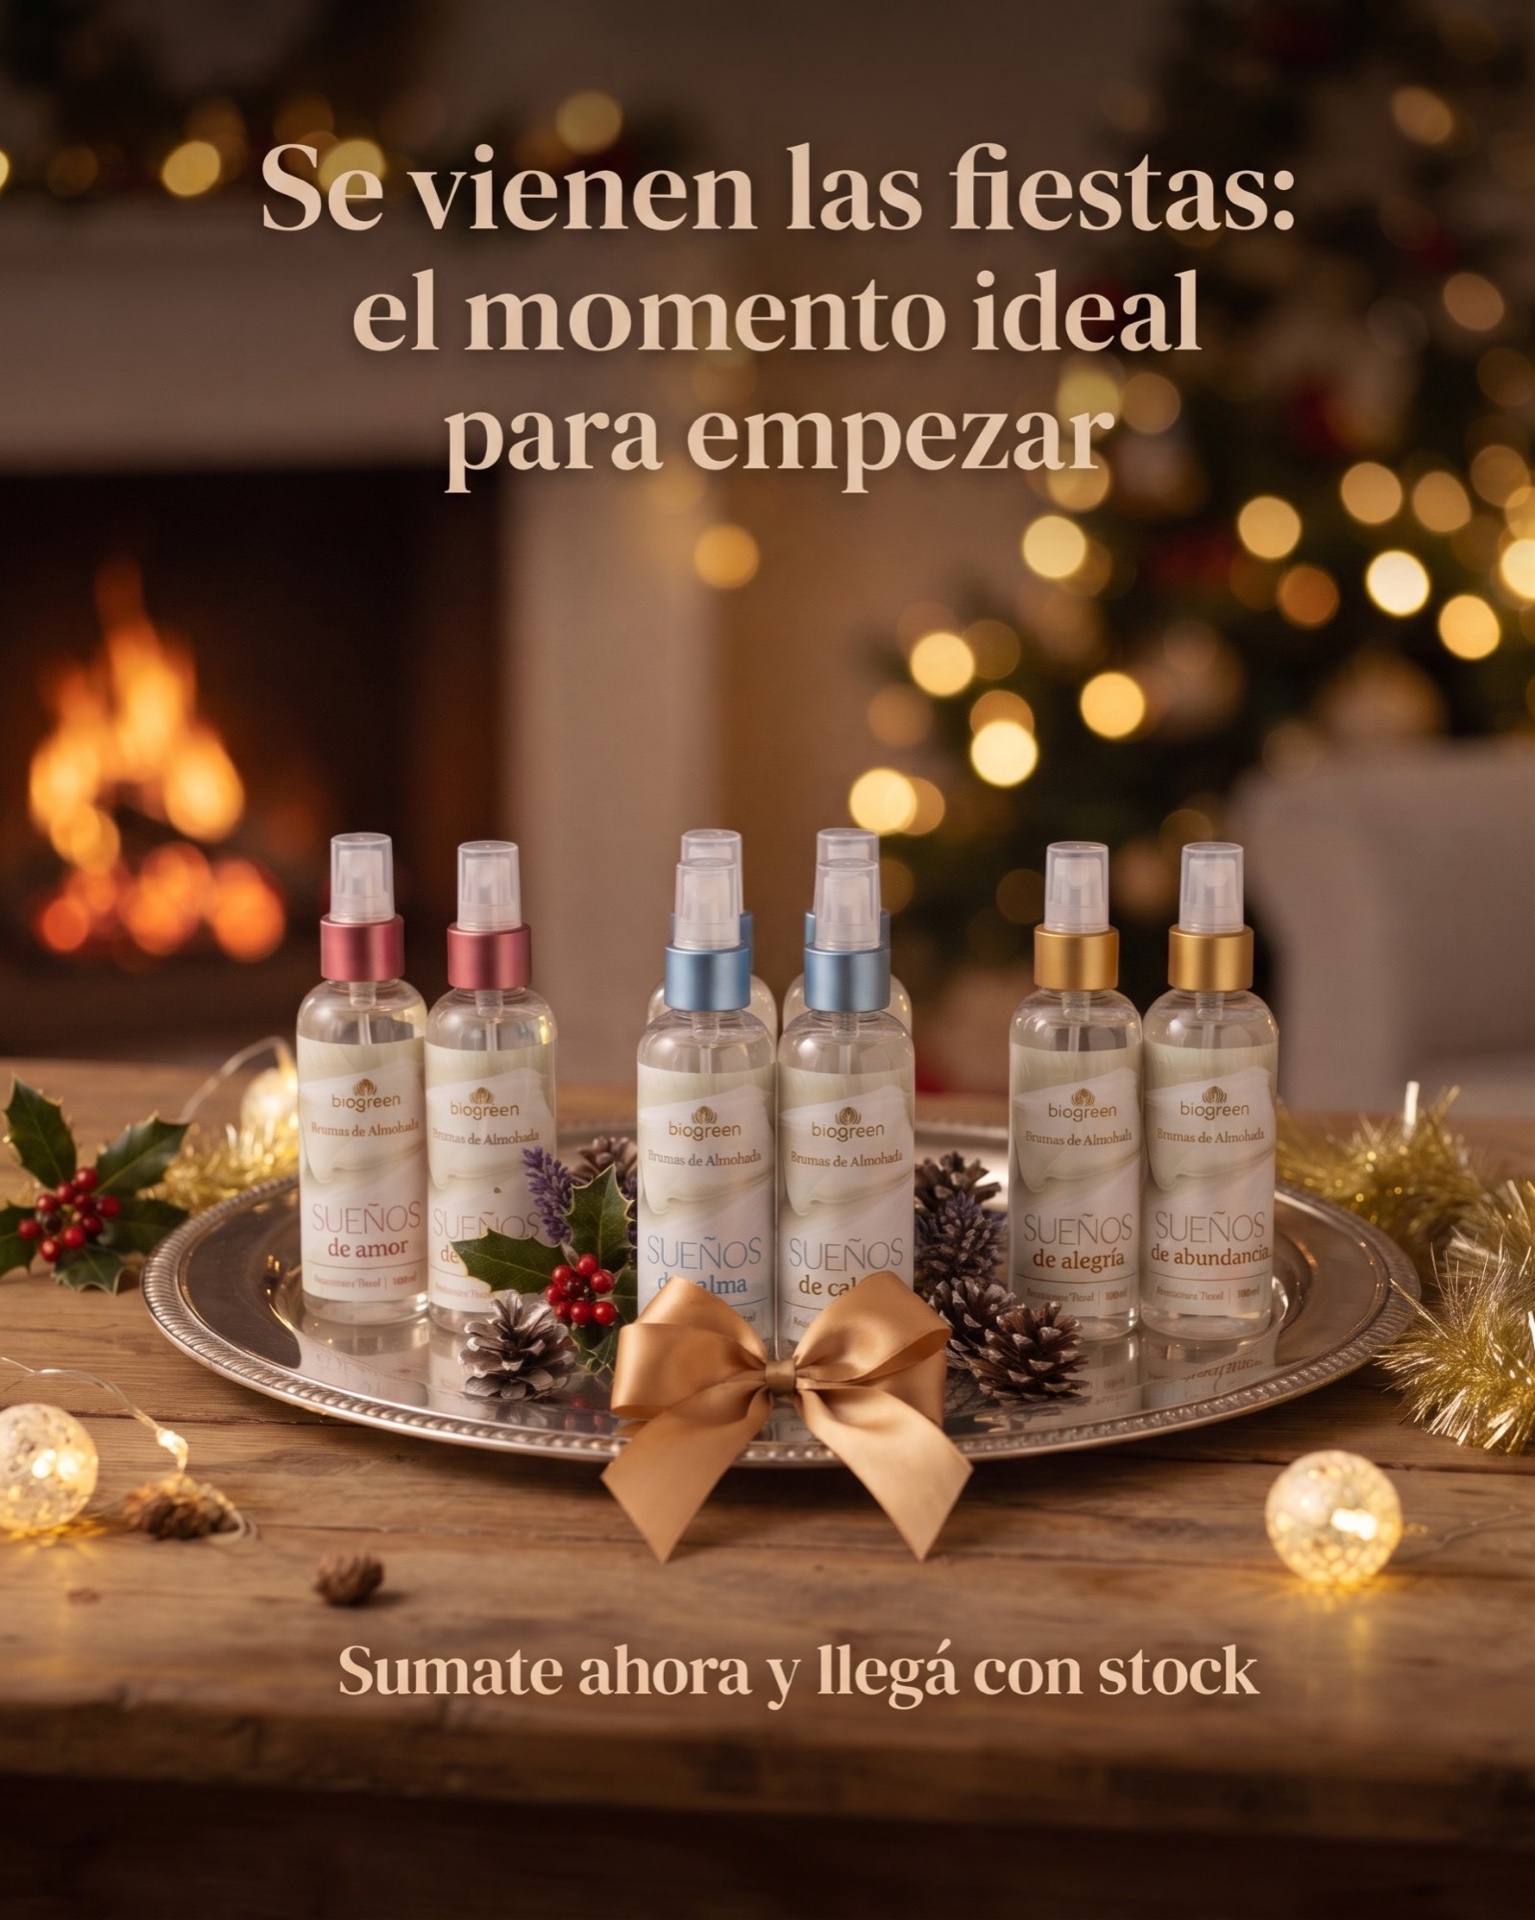 Se vienen las fiestas:
el momento ideal
para empezar
biogreen
Brumas de Almohada
SUEÑOS
de amor
biogreen
Brumas de Almohada
SUEÑOS
de
biogreen
Brumas de Almohada
SUEÑOS
biogreen
Brumas de Almohada
SUEÑOS
biogreen
SUEÑOS
de alegría
biogreen
Brumas de Almohada
SUEÑOS
de abundancia
Sumate ahora y llegá con stock